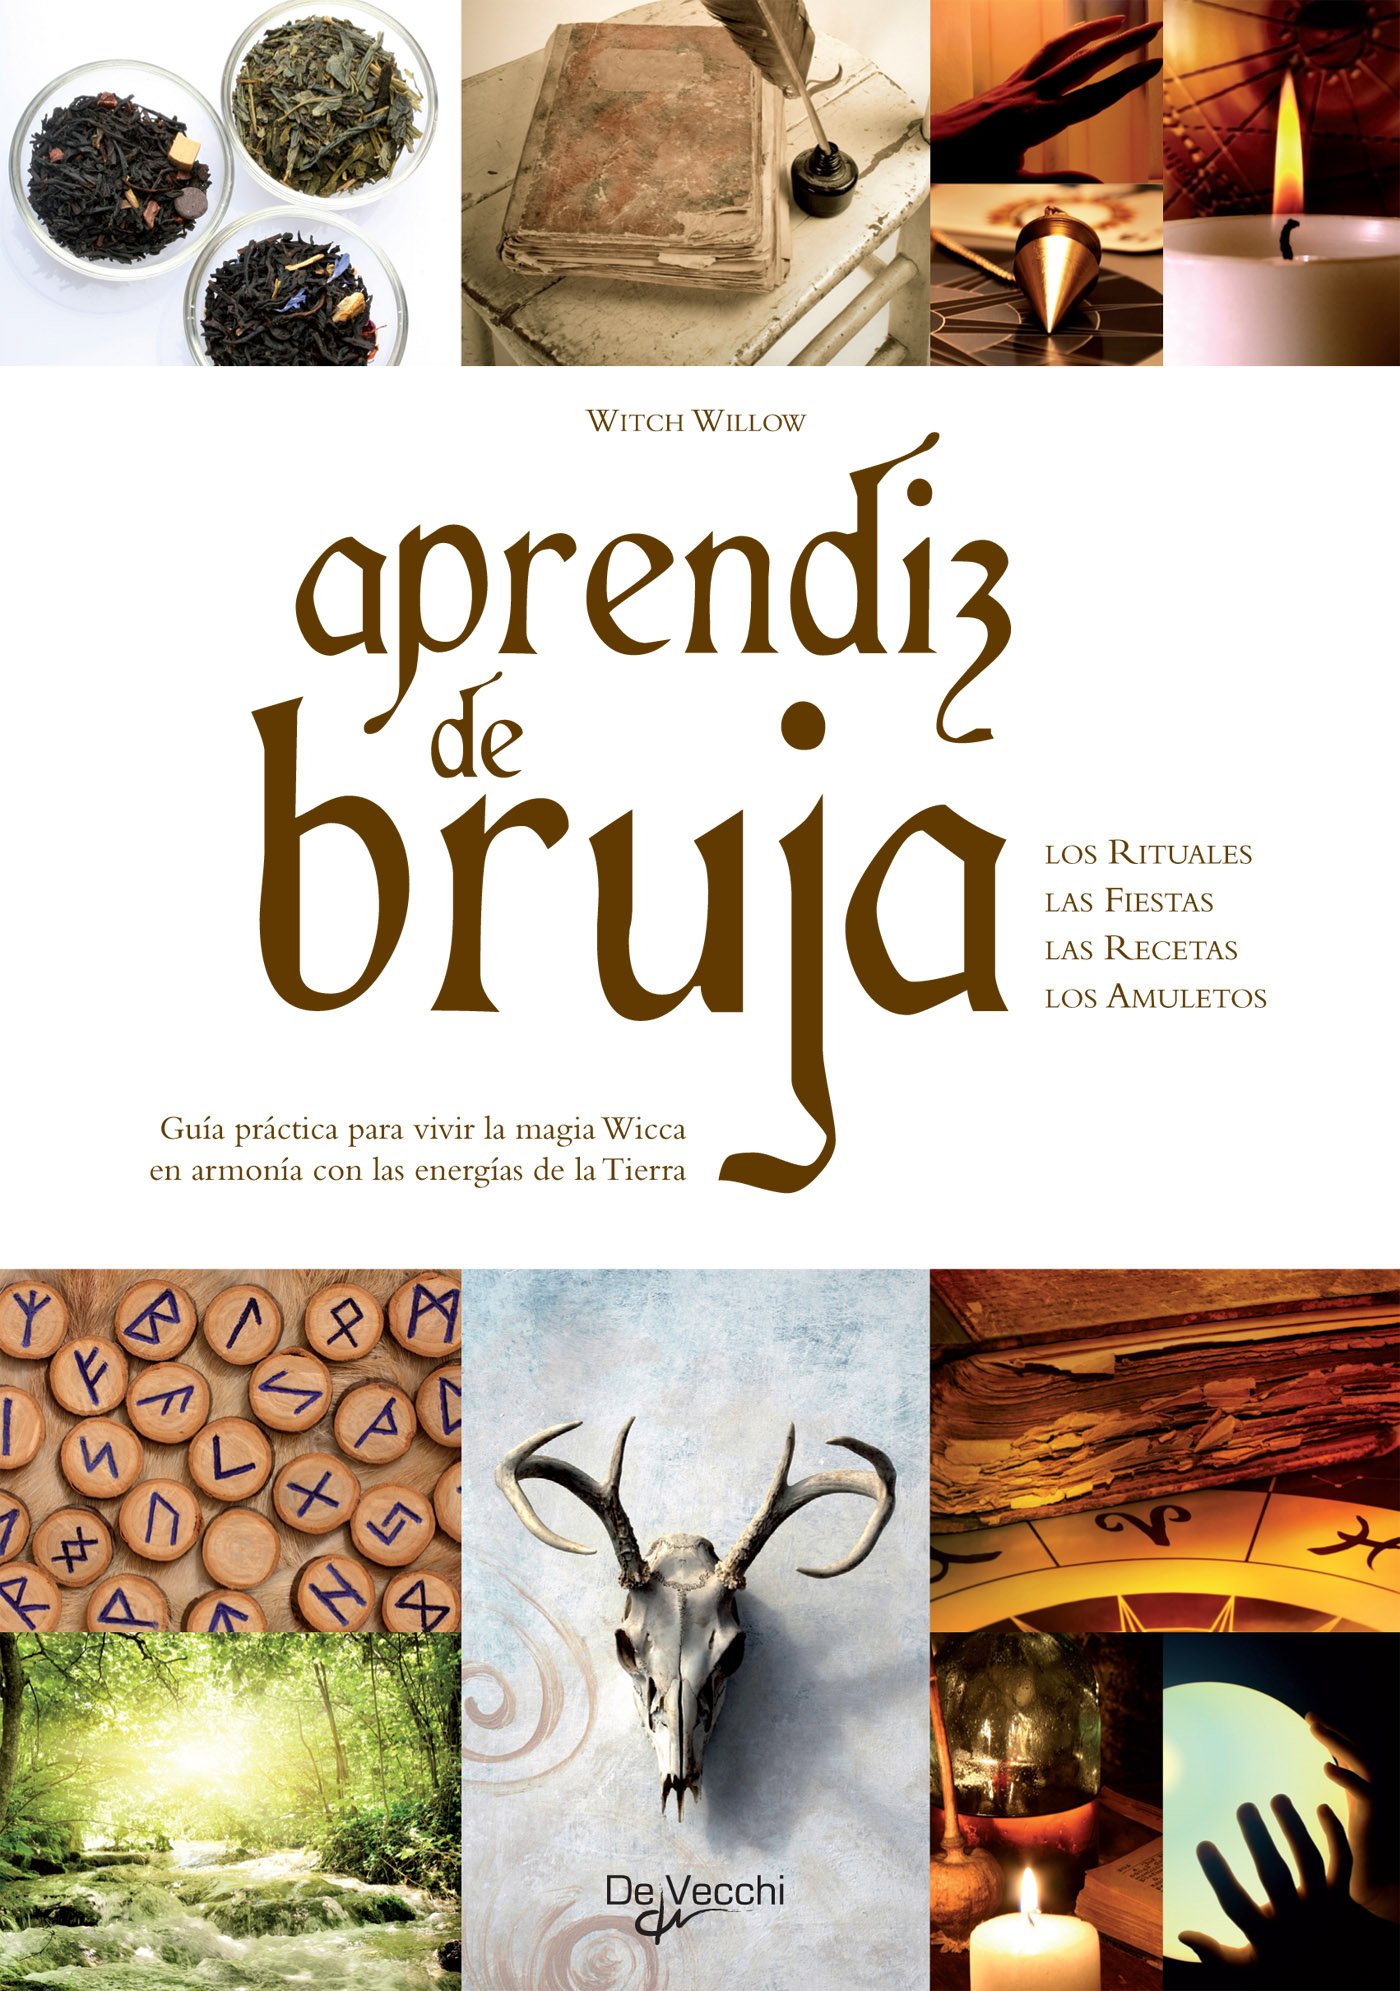 WITCH WILLOW
aprendiz
de
bruja
LOS RITUALES
LAS FIESTAS
LAS RECETAS
LOS AMULETOS
Guía práctica para vivir la magia Wicca
en armonía con las energías de la Tierra
De Vecchi